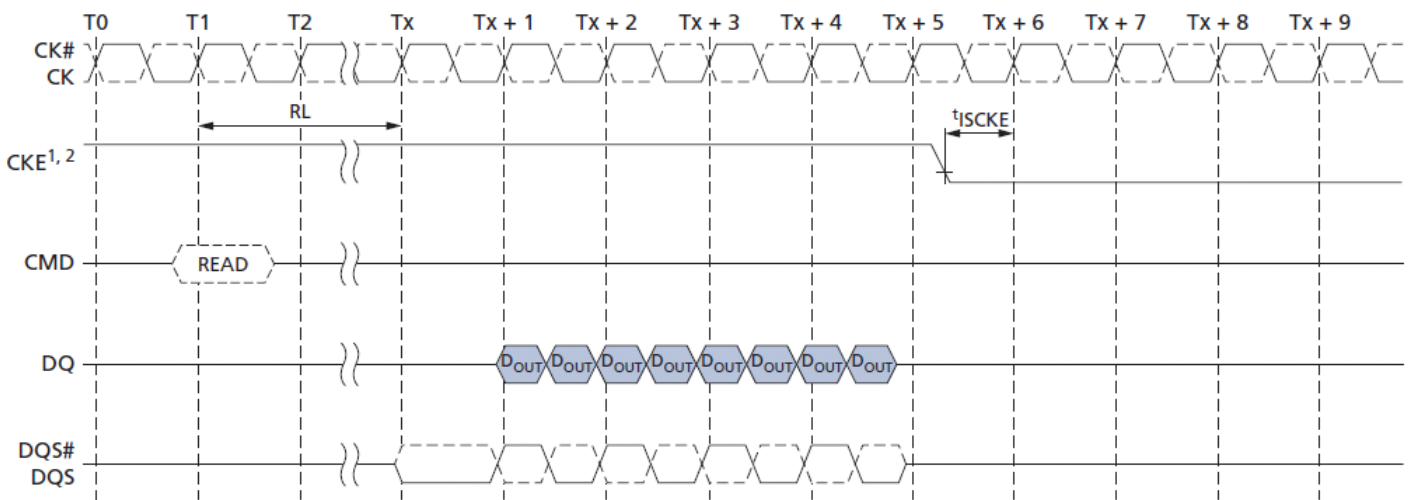 T0 T1 T2 Tx Tx + 1 Tx + 2 Tx + 3 Tx + 4 Tx + 5 Tx + 6 Tx + 7 Tx + 8 Tx + 9
CK#
CK
RL
tISCKE
CKE1, 2
CMD READ
DQ DOUT DOUT DOUT DOUT DOUT DOUT DOUT DOUT
DQS#
DQS